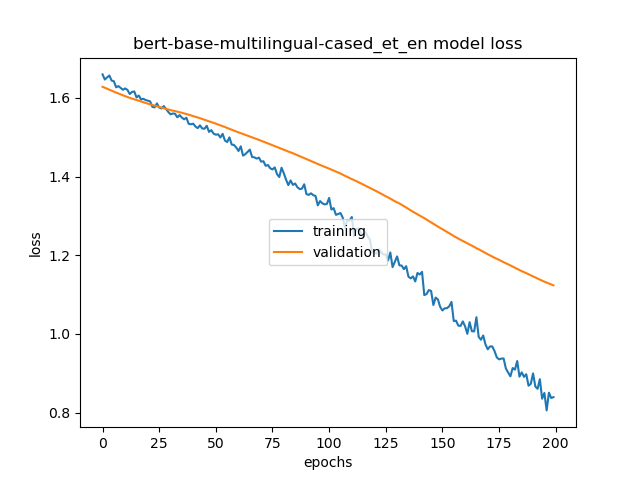 bert-base-multilingual-cased_et_en model loss
1.6
1.4
1.2
1.0
0.8
loss
training
validation
0 25 50 75 100 125 150 175 200
epochs